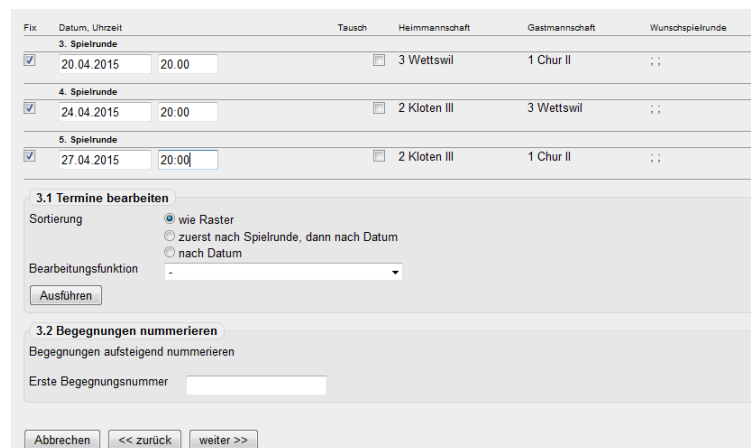 Fix Datum, Uhrzeit Tausch Heimmannschaft Gastmannschaft Wunschspielrunde
3. Spielrunde
20.04.2015 20.00 3 Wettswil 1 Chur II ; ;
4. Spielrunde
24.04.2015 20:00 2 Kloten III 3 Wettswil ; ;
5. Spielrunde
27.04.2015 20:00 2 Kloten III 1 Chur II ; ;
3.1 Termine bearbeiten
Sortierung wie Raster
zuerst nach Spielrunde, dann nach Datum
nach Datum
Bearbeitungsfunktion -
Ausführen
3.2 Begegnungen nummerieren
Begegnungen aufsteigend nummerieren
Erste Begegnungsnummer
Abbrechen << zurück weiter >>